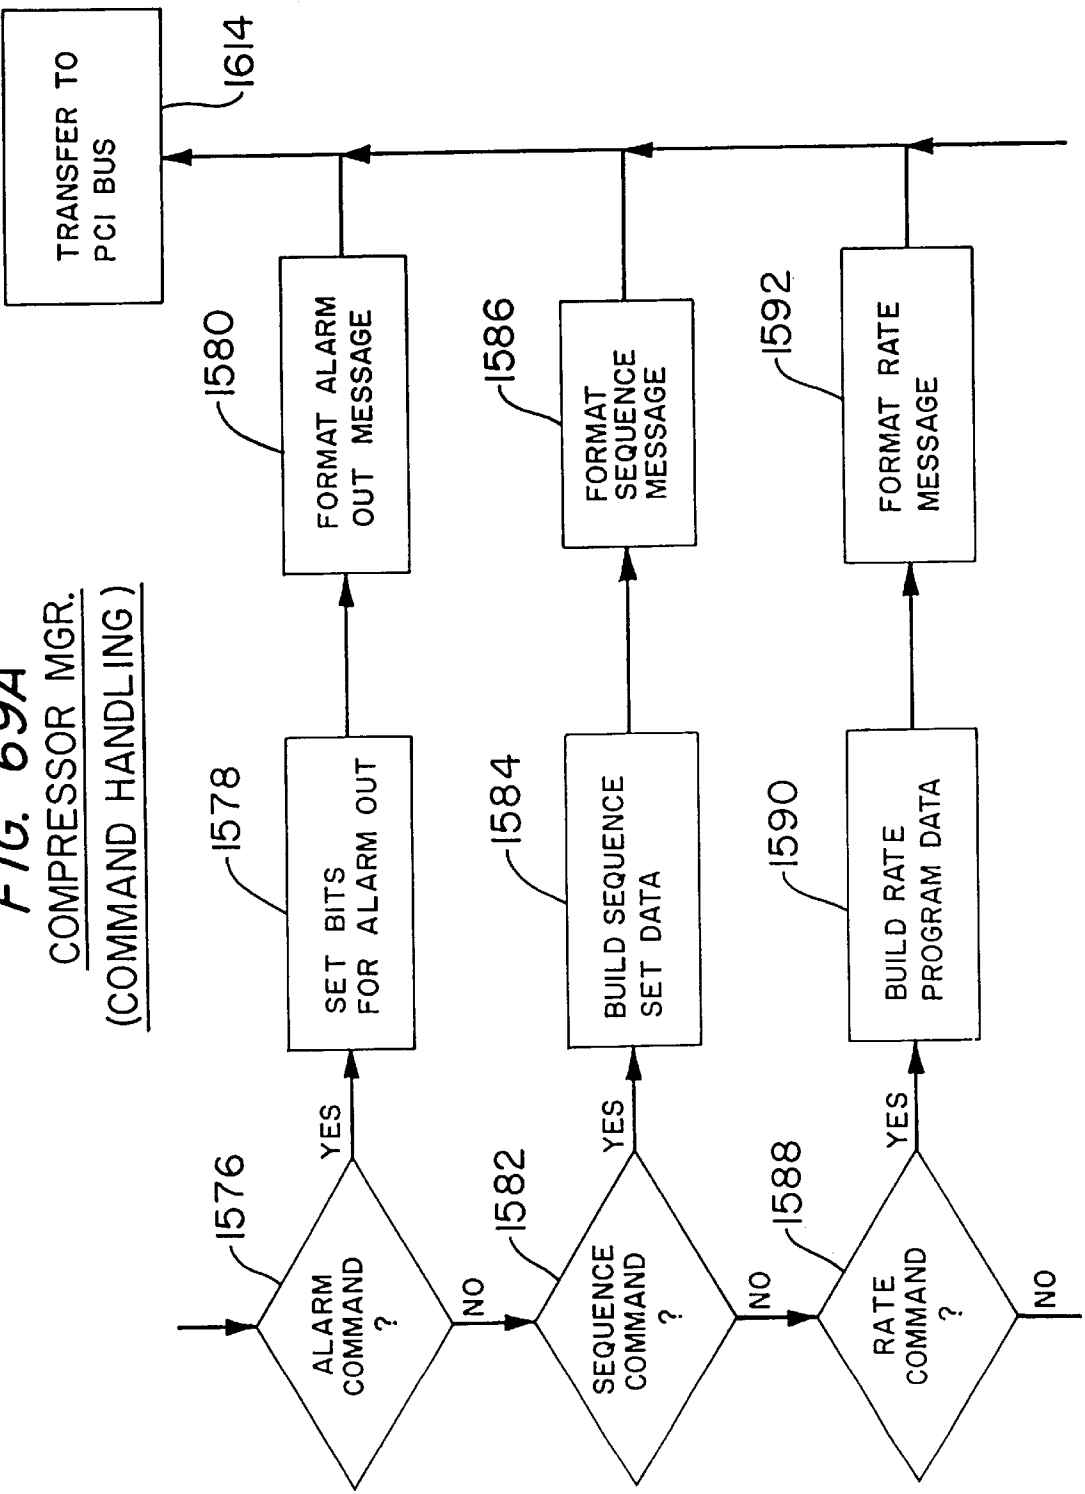 FIG. 69A
COMPRESSOR MGR.
(COMMAND HANDLING)
TRANSFER TO
PCI BUS
1614
1576
ALARM
COMMAND
?
YES
NO
1578
SET BITS
FOR ALARM OUT
1580
FORMAT ALARM
OUT MESSAGE
1582
SEQUENCE
COMMAND
?
YES
NO
1584
BUILD SEQUENCE
SET DATA
1586
FORMAT
SEQUENCE
MESSAGE
1588
RATE
COMMAND
?
YES
NO
1590
BUILD RATE
PROGRAM DATA
1592
FORMAT RATE
MESSAGE